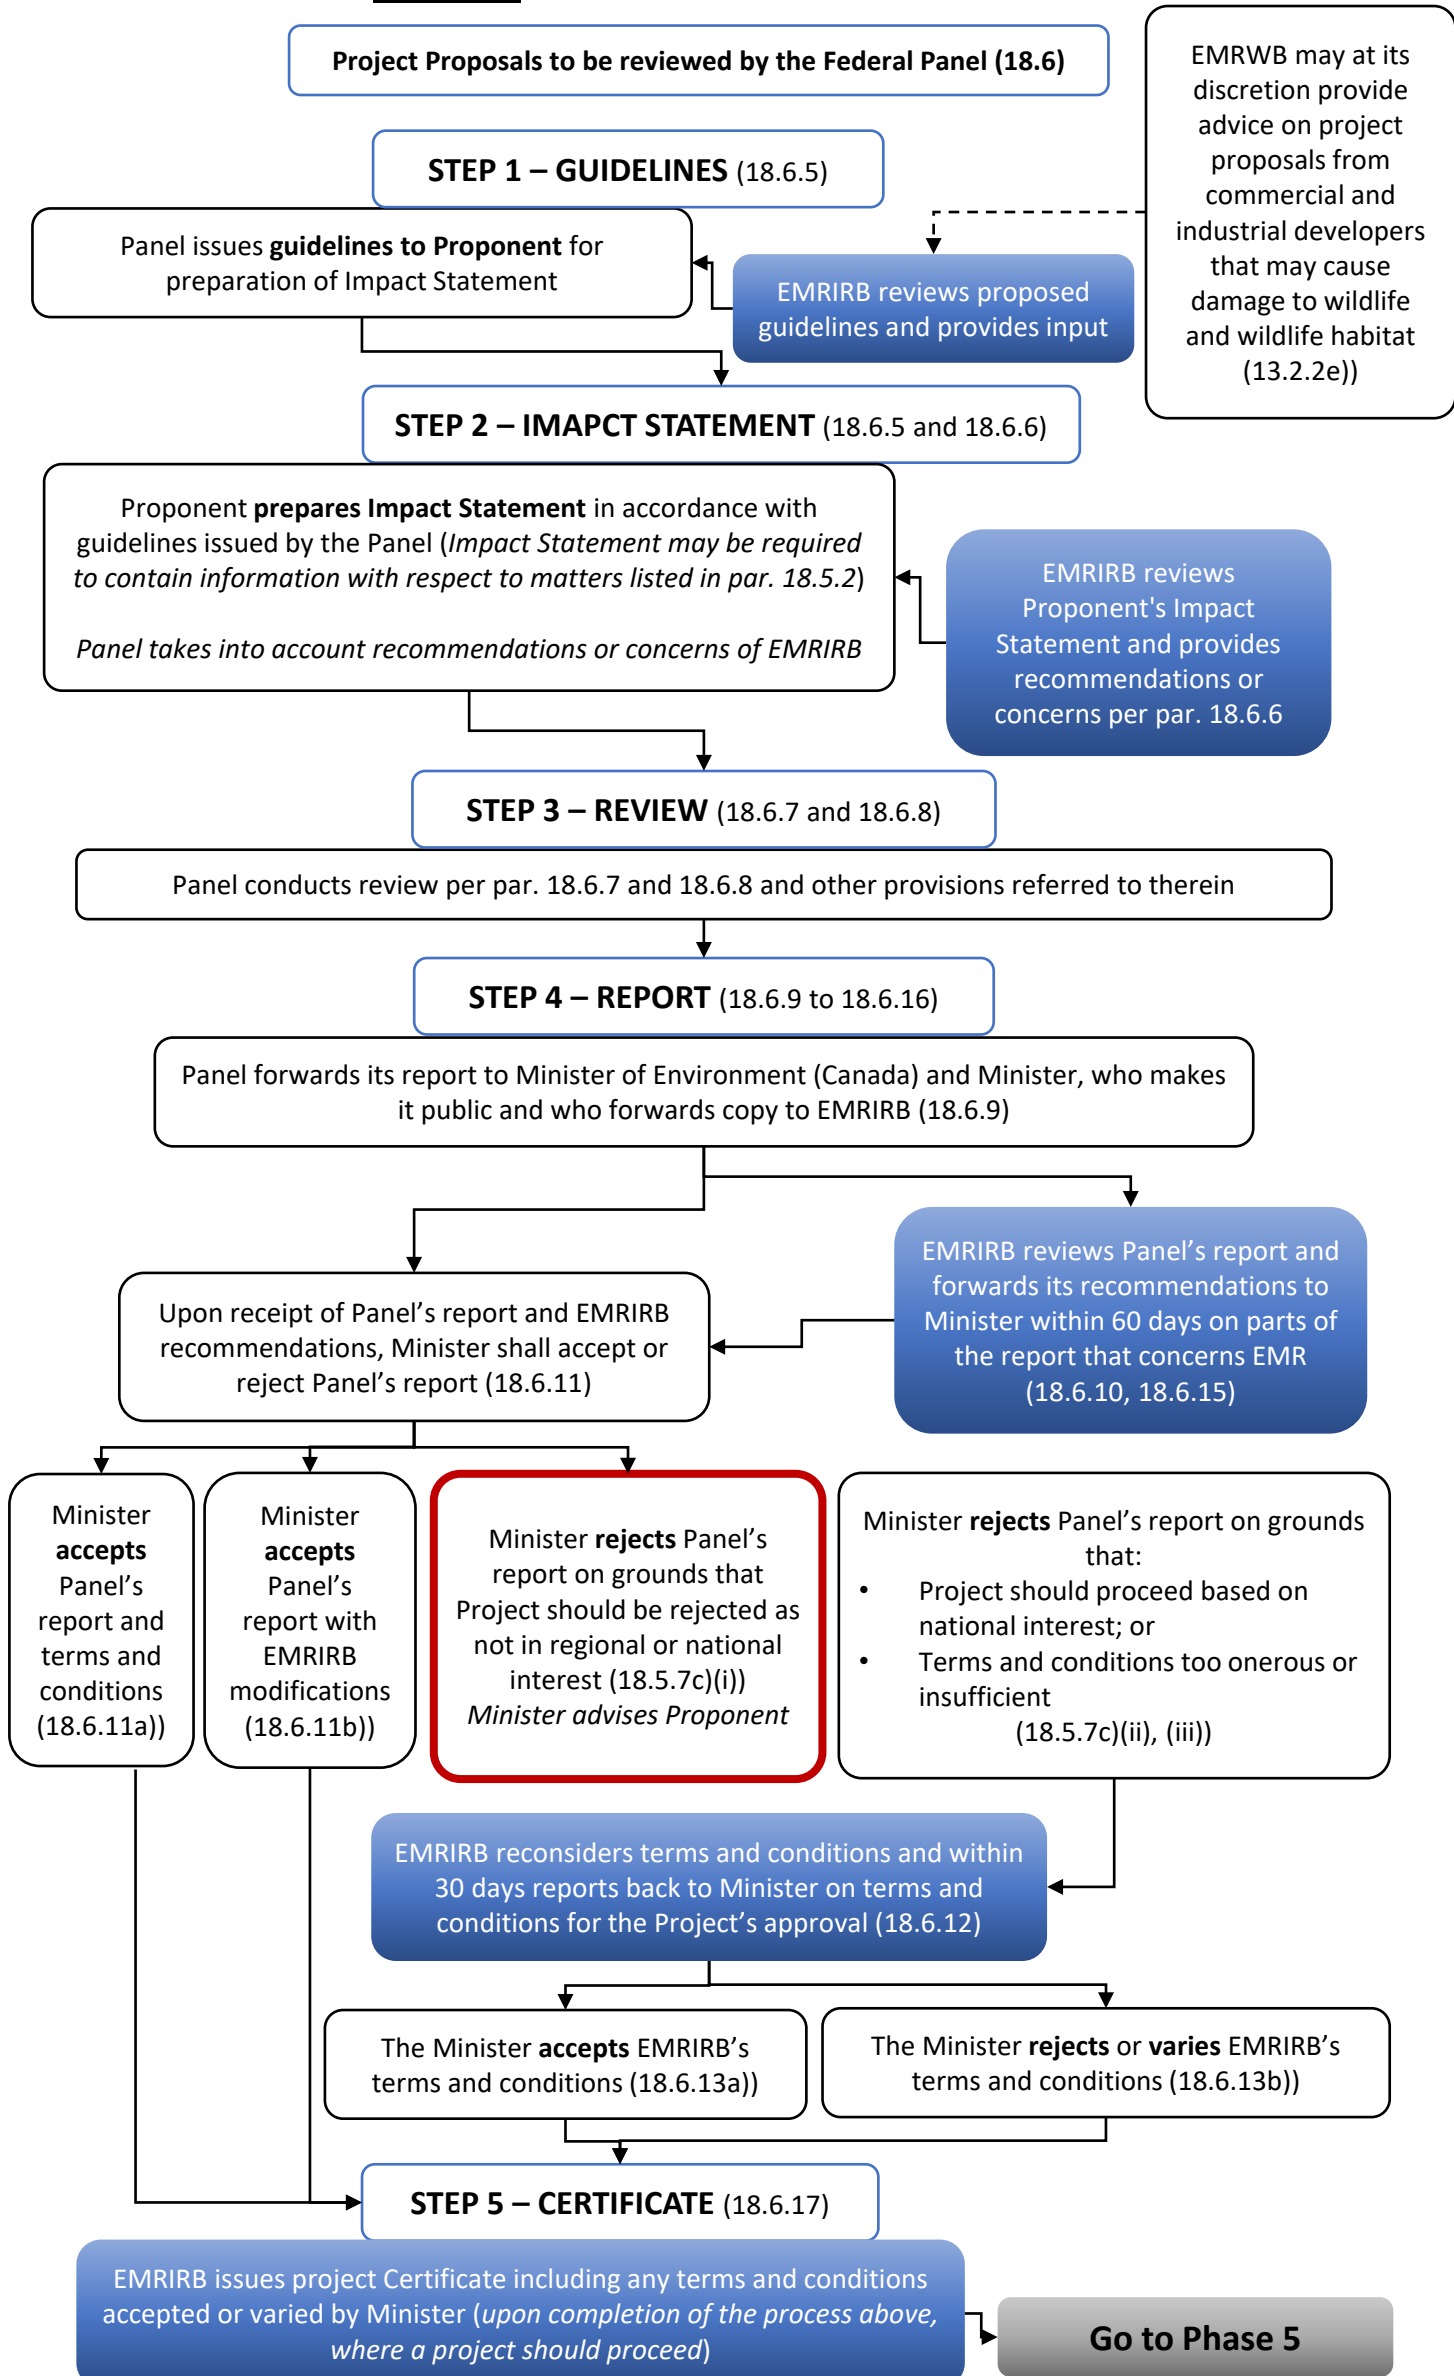 Project Proposals to be reviewed by the Federal Panel (18.6)
EMRWB may at its
discretion provide
advice on project
proposals from
commercial and
industrial developers
that may cause
damage to wildlife
and wildlife habitat
(13.2.2e))
STEP 1 – GUIDELINES (18.6.5)
Panel issues guidelines to Proponent for
preparation of Impact Statement
EMRIRB reviews proposed
guidelines and provides input
STEP 2 – IMAPCT STATEMENT (18.6.5 and 18.6.6)
Proponent prepares Impact Statement in accordance with
guidelines issued by the Panel (Impact Statement may be required
to contain information with respect to matters listed in par. 18.5.2)
Panel takes into account recommendations or concerns of EMRIRB
EMRIRB reviews
Proponent's Impact
Statement and provides
recommendations or
concerns per par. 18.6.6
STEP 3 – REVIEW (18.6.7 and 18.6.8)
Panel conducts review per par. 18.6.7 and 18.6.8 and other provisions referred to therein
STEP 4 – REPORT (18.6.9 to 18.6.16)
Panel forwards its report to Minister of Environment (Canada) and Minister, who makes
it public and who forwards copy to EMRIRB (18.6.9)
EMRIRB reviews Panel’s report and
forwards its recommendations to
Minister within 60 days on parts of
the report that concerns EMR
(18.6.10, 18.6.15)
Upon receipt of Panel’s report and EMRIRB
recommendations, Minister shall accept or
reject Panel’s report (18.6.11)
Minister
accepts
Panel’s
report and
terms and
conditions
(18.6.11a))
Minister
accepts
Panel’s
report with
EMRIRB
modifications
(18.6.11b))
Minister rejects Panel’s
report on grounds that
Project should be rejected as
not in regional or national
interest (18.5.7c)(i))
Minister advises Proponent
Minister rejects Panel’s report on grounds
that:
• Project should proceed based on
national interest; or
• Terms and conditions too onerous or
insufficient
(18.5.7c)(ii), (iii))
EMRIRB reconsiders terms and conditions and within
30 days reports back to Minister on terms and
conditions for the Project’s approval (18.6.12)
The Minister accepts EMRIRB’s
terms and conditions (18.6.13a))
The Minister rejects or varies EMRIRB’s
terms and conditions (18.6.13b))
STEP 5 – CERTIFICATE (18.6.17)
EMRIRB issues project Certificate including any terms and conditions
accepted or varied by Minister (upon completion of the process above,
where a project should proceed)
Go to Phase 5